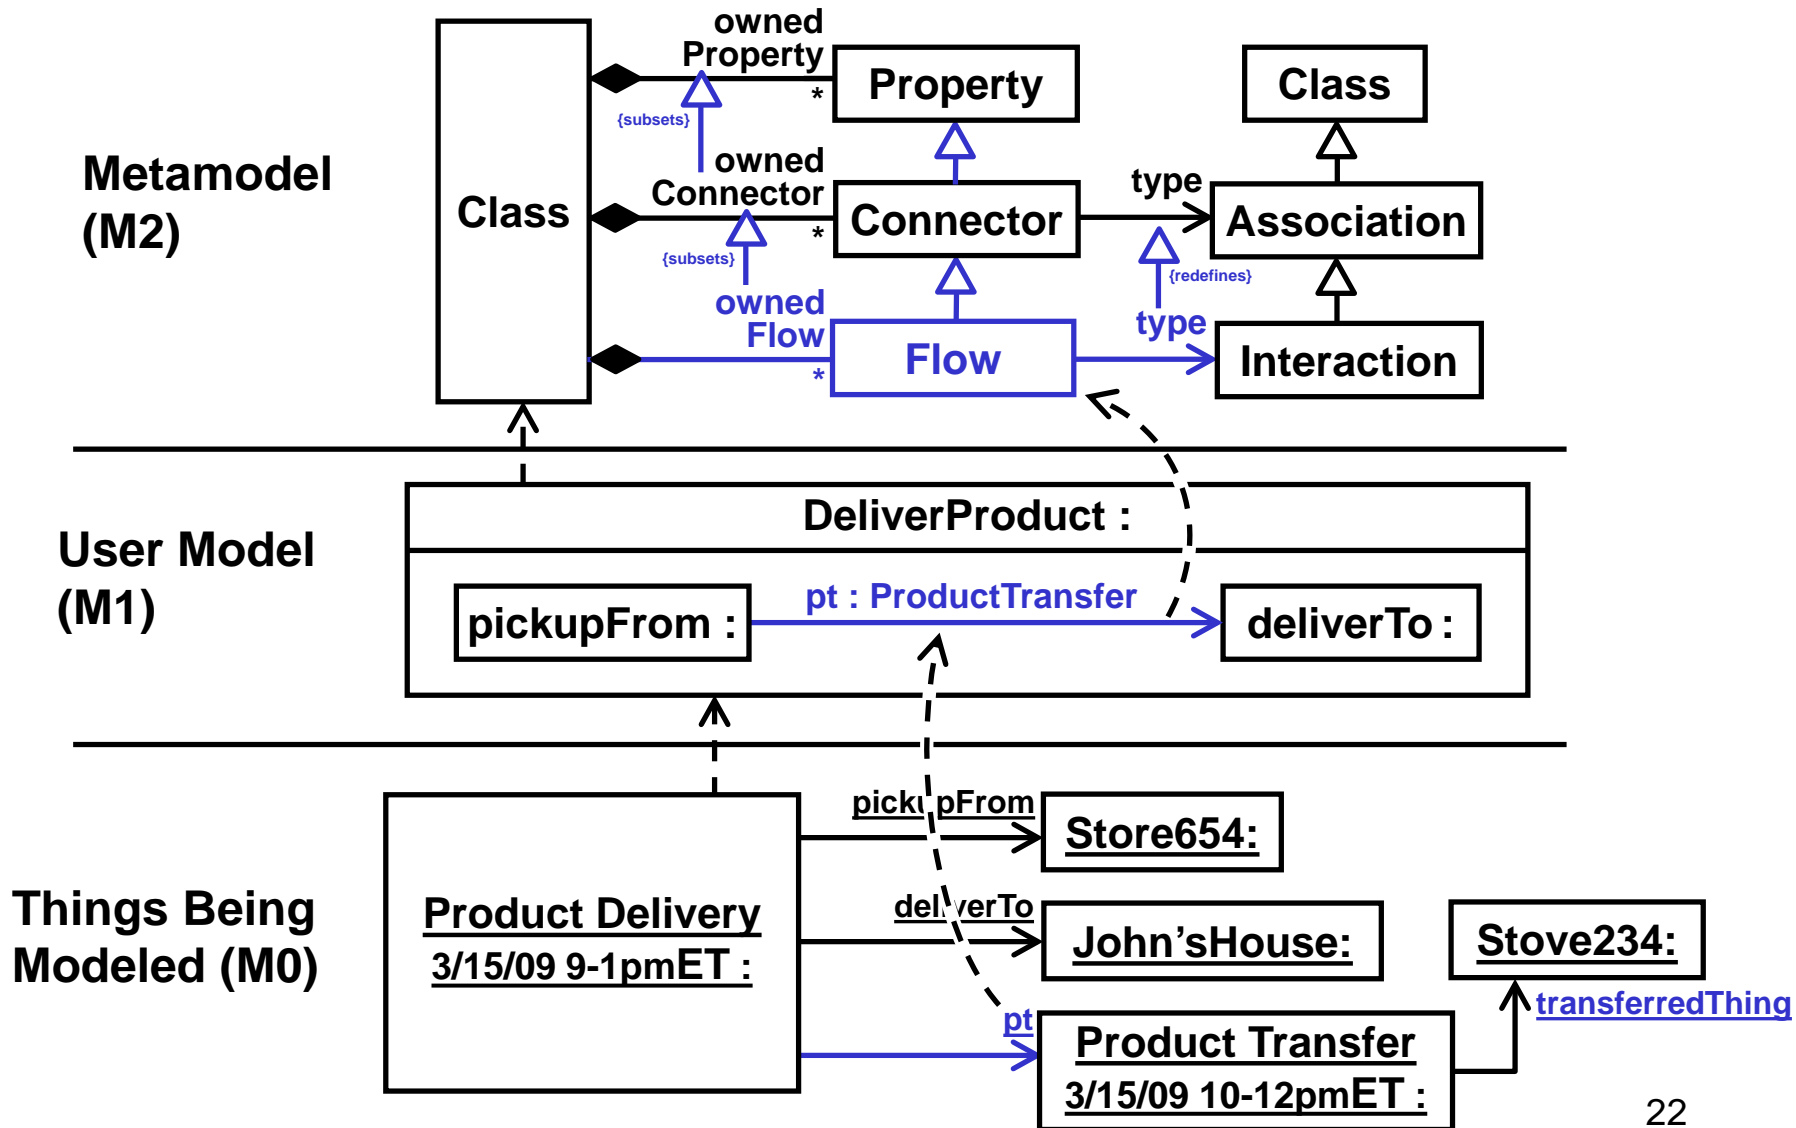 Metamodel
(M2)
Class
owned
Property
*
Property
Class
{subsets}
owned
Connector
*
Connector
type
Association
{subsets}
{redefines}
owned
Flow
*
Flow
type
Interaction
User Model
(M1)
DeliverProduct :
pickupFrom :
pt : ProductTransfer
deliverTo :
Things Being
Modeled (M0)
Product Delivery
3/15/09 9-1pmET :
pickupFrom
Store654:
deliverTo
John'sHouse:
Stove234:
transferredThing
pt
Product Transfer
3/15/09 10-12pmET :
22